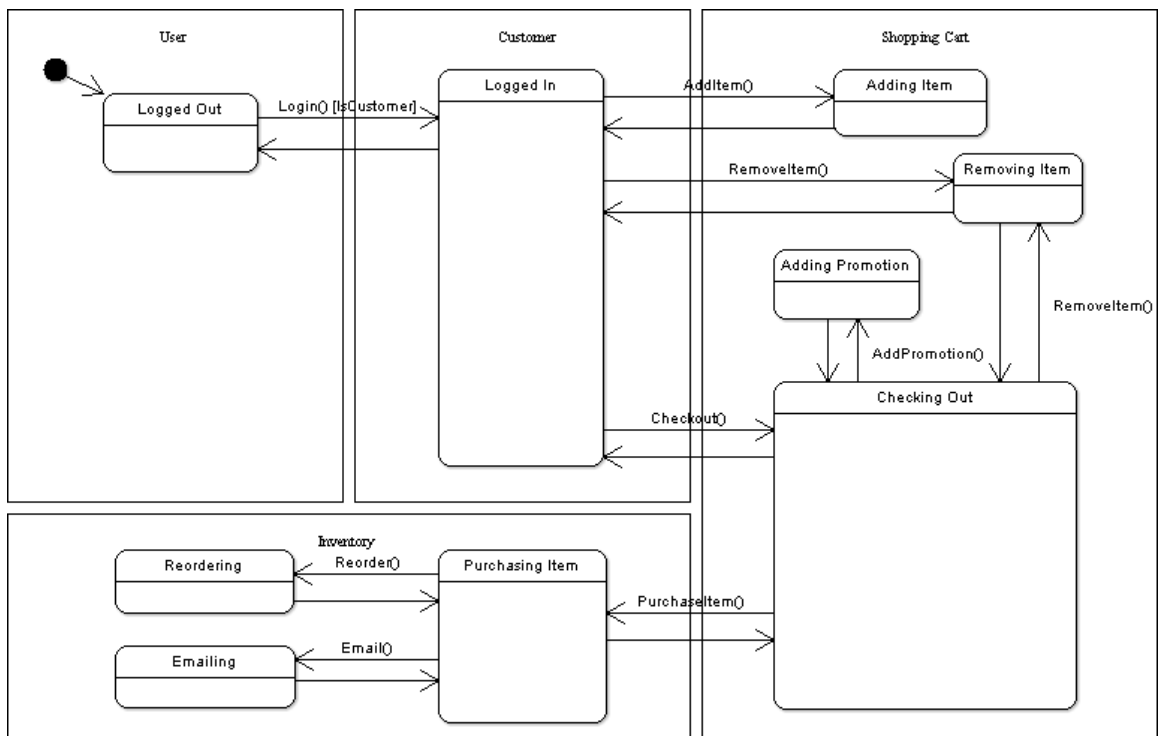 User
Customer
Shopping Cart
Logged Out
Login() [IsCustomer]
Logged In
AddItem()
Adding Item
RemoveItem()
Removing Item
Adding Promotion
RemoveItem()
AddPromotion()
Checking Out
Checkout()
Inventory
Reordering
Reorder()
Purchasing Item
PurchaseItem()
Emailing
Email()